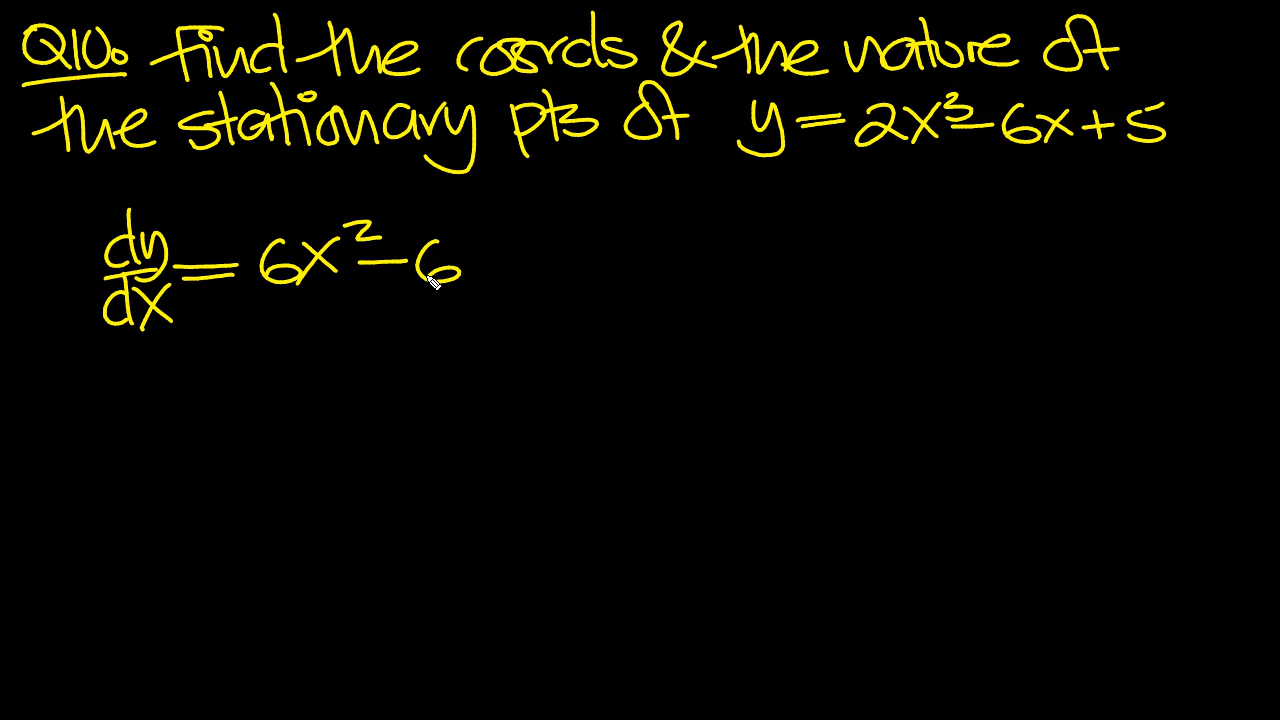 Q10. Find the coords & the nature of
the stationary pts of y = 2x³ - 6x + 5
dy/dx = 6x² - 6